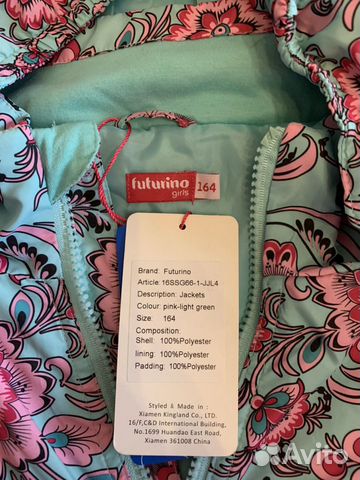 futurino
girls
164
Brand: Futurino
Article: 16SSG66-1-JJL4
Description: Jackets
Colour: pink-light green
Size: 164
Composition:
Shell: 100%Polyester
lining: 100%Polyester
Padding: 100%Polyester
Styled & Made in :
Xiamen Kingland Co., LTD.
16/F,C&D International Building,
No.1699 Huandao East Road,
Xiamen 361008 China
Avito